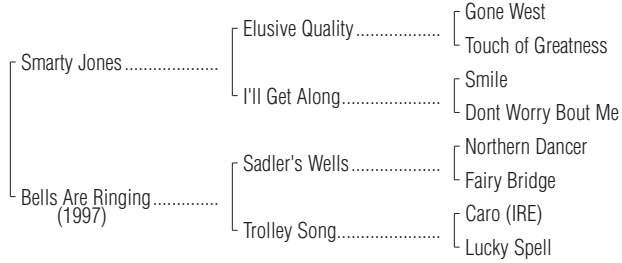 Gone West
Elusive Quality..................
Touch of Greatness
Smarty Jones....................
Smile
I'll Get Along.....................
Dont Worry Bout Me
Northern Dancer
Sadler's Wells...................
Fairy Bridge
Bells Are Ringing..............
(1997)
Caro (IRE)
Trolley Song......................
Lucky Spell